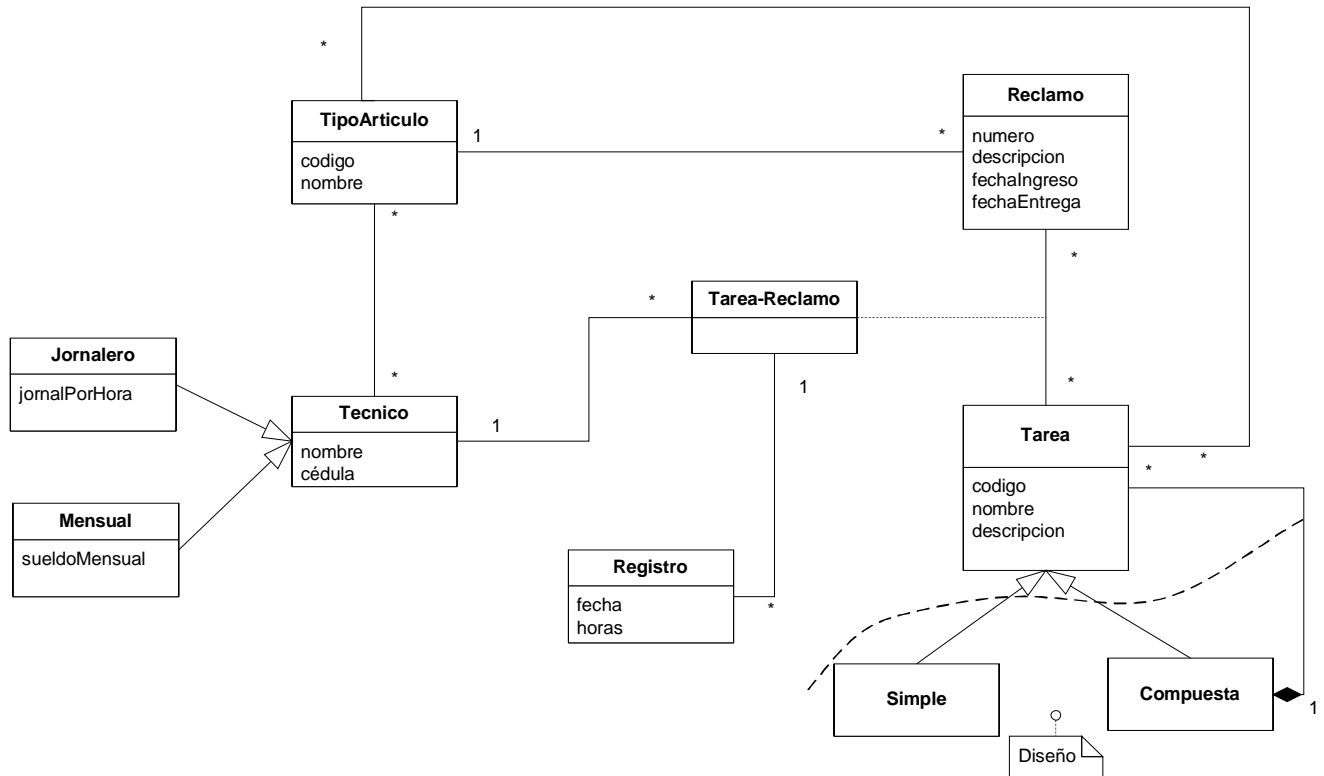 *
TipoArticulo
codigo
nombre
1
*
Reclamo
numero
descripcion
fechaIngreso
fechaEntrega
*
*
*
Tarea-Reclamo
Jornalero
jornalPorHora
*
1
*
Tecnico
nombre
cédula
1
Tarea
codigo
nombre
descripcion
*
*
Mensual
sueldoMensual
Registro
fecha
horas
*
Simple
Compuesta
1
Diseño